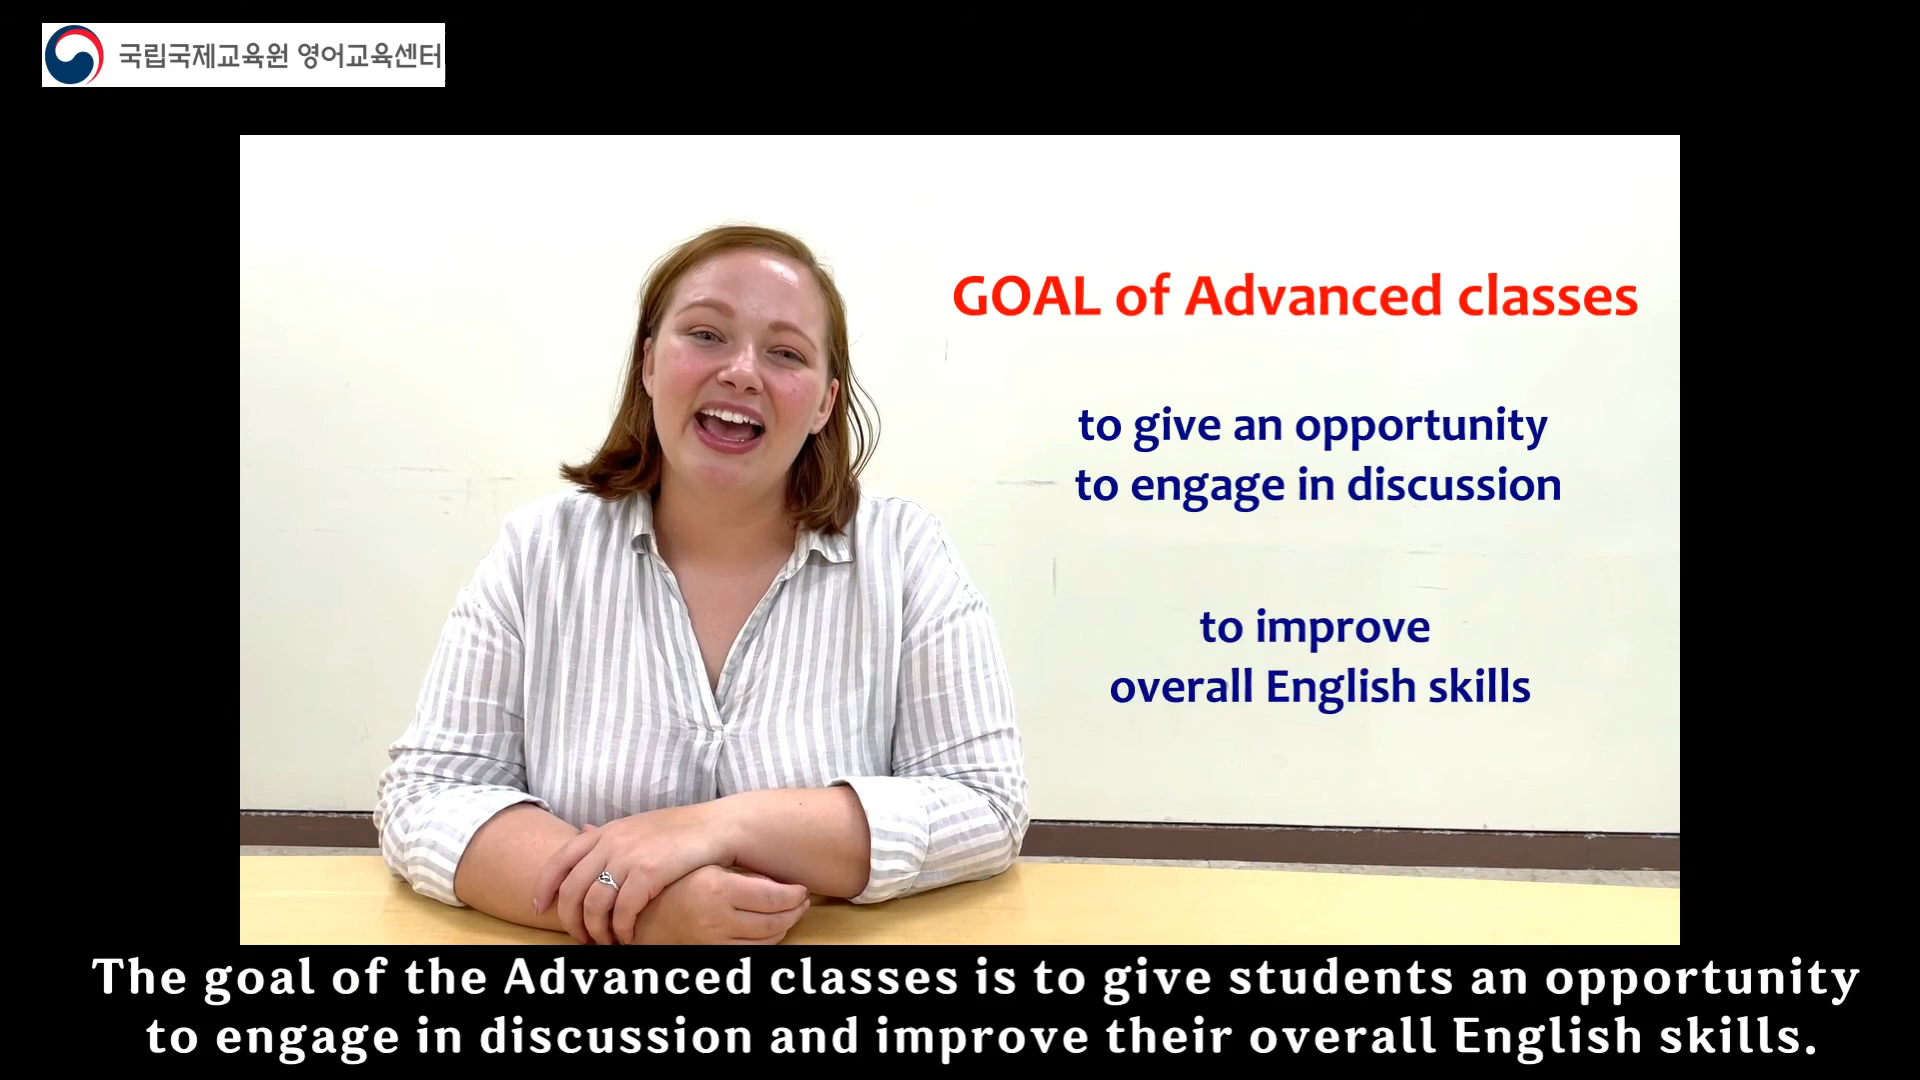 국립국제교육원 영어교육센터
GOAL of Advanced classes
to give an opportunity
to engage in discussion
to improve
overall English skills
The goal of the Advanced classes is to give students an opportunity
to engage in discussion and improve their overall English skills.